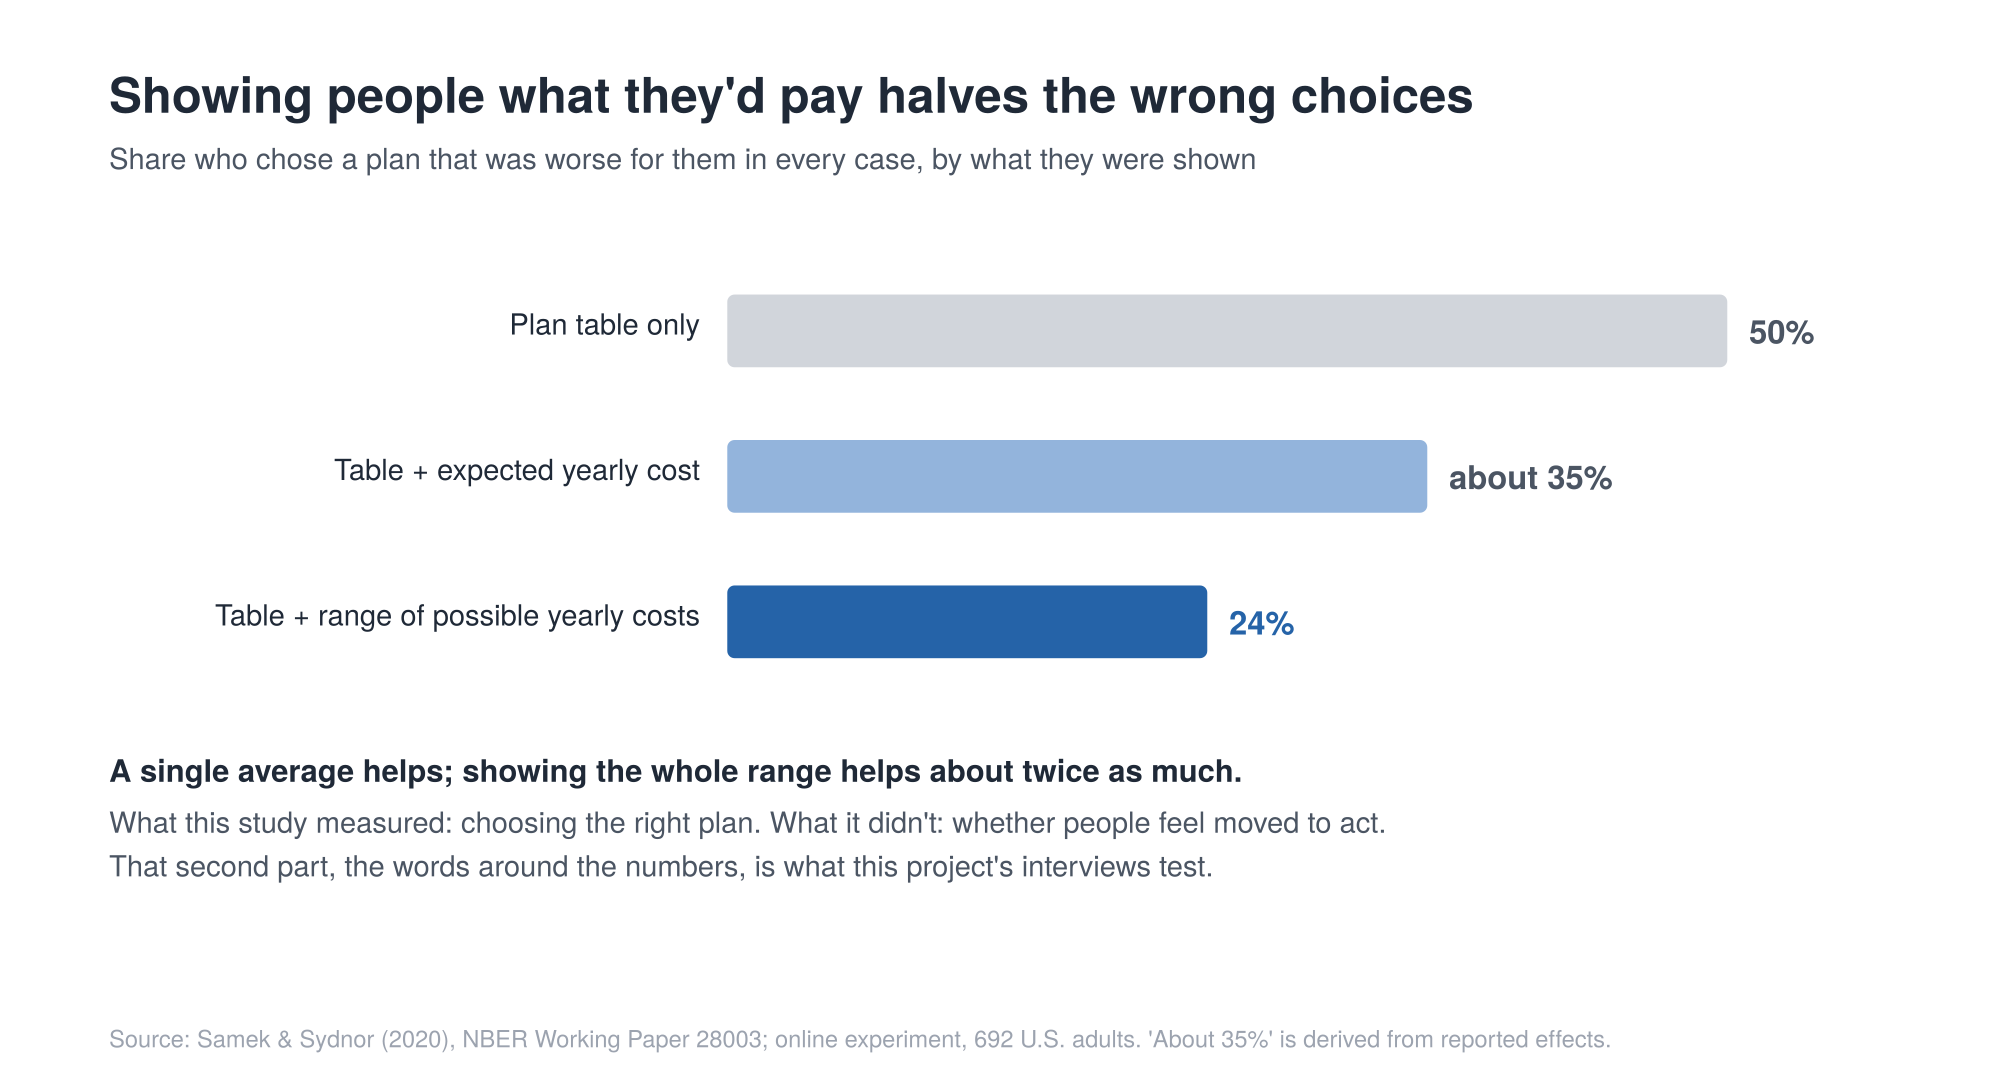 Showing people what they'd pay halves the wrong choices
Share who chose a plan that was worse for them in every case, by what they were shown
Plan table only
50%
Table + expected yearly cost
about 35%
Table + range of possible yearly costs
24%
A single average helps; showing the whole range helps about twice as much.
What this study measured: choosing the right plan. What it didn't: whether people feel moved to act.
That second part, the words around the numbers, is what this project's interviews test.
Source: Samek & Sydnor (2020), NBER Working Paper 28003; online experiment, 692 U.S. adults. 'About 35%' is derived from reported effects.